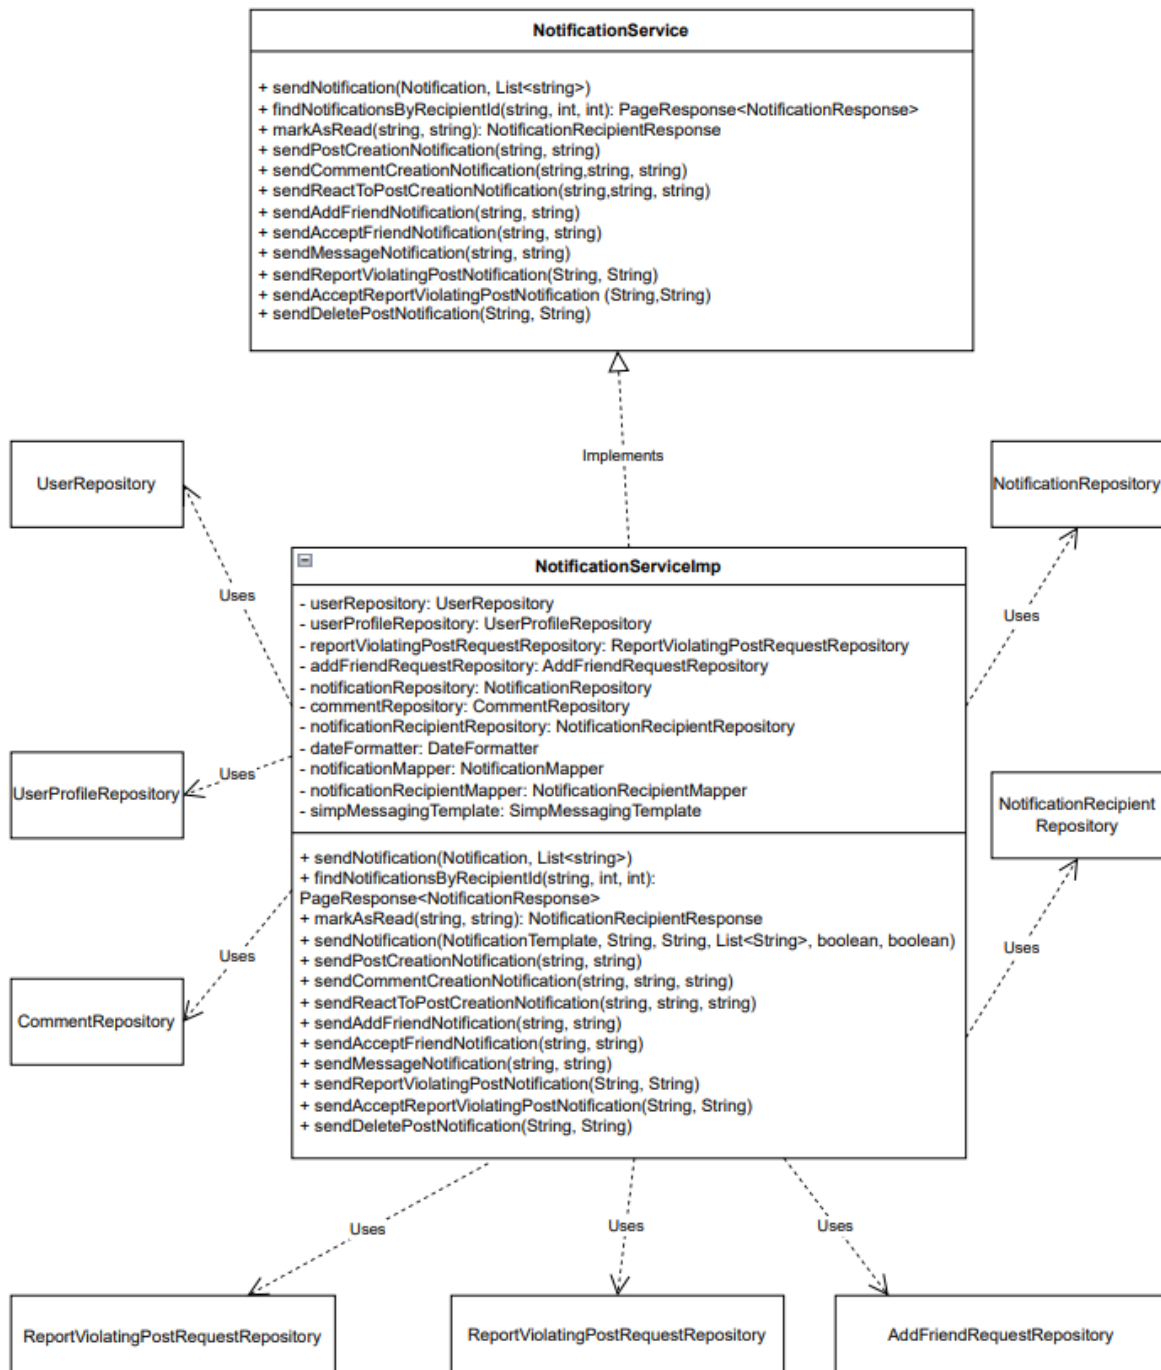 NotificationService
+ sendNotification(Notification, List<string>)
+ findNotificationsByRecipientId(string, int, int): PageResponse<NotificationResponse>
+ markAsRead(string, string): NotificationRecipientResponse
+ sendPostCreationNotification(string, string)
+ sendCommentCreationNotification(string,string, string)
+ sendReactToPostCreationNotification(string,string, string)
+ sendAddFriendNotification(string, string)
+ sendAcceptFriendNotification(string, string)
+ sendMessageNotification(string, string)
+ sendReportViolatingPostNotification(String, String)
+ sendAcceptReportViolatingPostNotification (String,String)
+ sendDeletePostNotification(String, String)
Implements
UserRepository
NotificationRepository
Uses
Uses
NotificationServiceImp
- userRepository: UserRepository
- userProfileRepository: UserProfileRepository
- reportViolatingPostRequestRepository: ReportViolatingPostRequestRepository
- addFriendRequestRepository: AddFriendRequestRepository
- notificationRepository: NotificationRepository
- commentRepository: CommentRepository
- notificationRecipientRepository: NotificationRecipientRepository
- dateFormatter: DateFormatter
- notificationMapper: NotificationMapper
- notificationRecipientMapper: NotificationRecipientMapper
- simpMessagingTemplate: SimpMessagingTemplate
Uses
UserProfileRepository
NotificationRecipient
Repository
+ sendNotification(Notification, List<string>)
+ findNotificationsByRecipientId(string, int, int):
PageResponse<NotificationResponse>
+ markAsRead(string, string): NotificationRecipientResponse
+ sendNotification(NotificationTemplate, String, String, List<String>, boolean, boolean)
+ sendPostCreationNotification(string, string)
+ sendCommentCreationNotification(string, string, string)
+ sendReactToPostCreationNotification(string, string, string)
+ sendAddFriendNotification(string, string)
+ sendAcceptFriendNotification(string, string)
+ sendMessageNotification(string, string)
+ sendReportViolatingPostNotification(String, String)
+ sendAcceptReportViolatingPostNotification(String, String)
+ sendDeletePostNotification(String, String)
Uses
Uses
CommentRepository
Uses
Uses
Uses
ReportViolatingPostRequestRepository
ReportViolatingPostRequestRepository
AddFriendRequestRepository